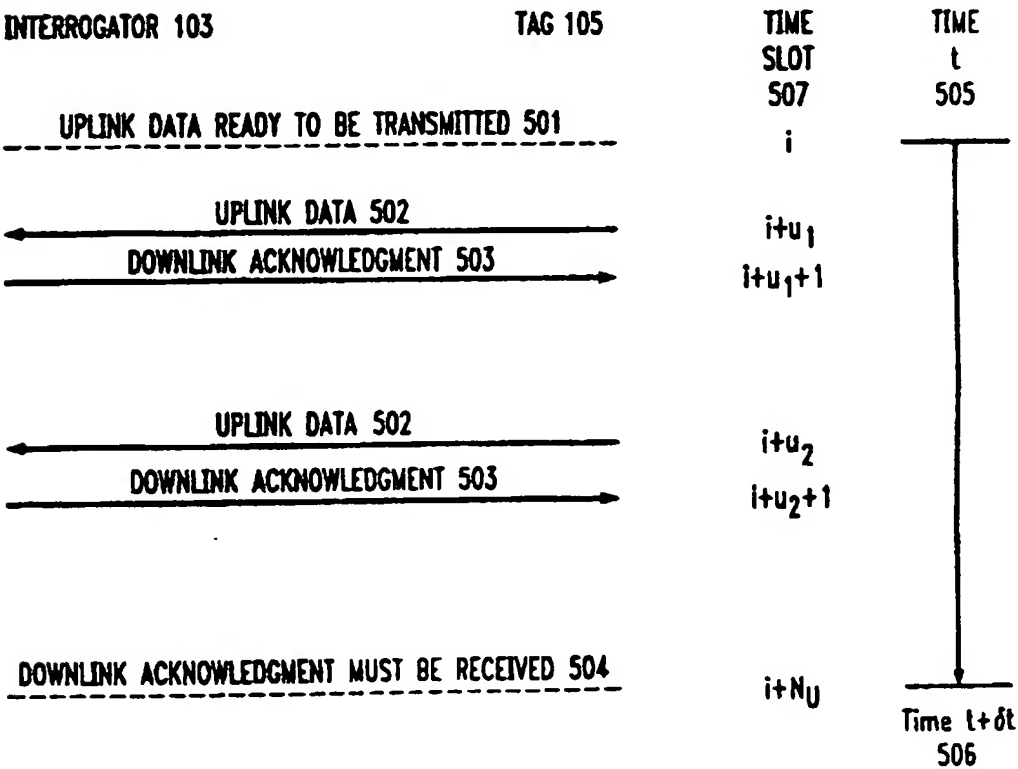 INTERROGATOR 103 TAG 105 TIME SLOT 507 TIME t 505
UPLINK DATA READY TO BE TRANSMITTED 501 i
UPLINK DATA 502 i+u1
DOWNLINK ACKNOWLEDGMENT 503 i+u1+1
UPLINK DATA 502 i+u2
DOWNLINK ACKNOWLEDGMENT 503 i+u2+1
DOWNLINK ACKNOWLEDGMENT MUST BE RECEIVED 504 i+NU
Time t+δt
506